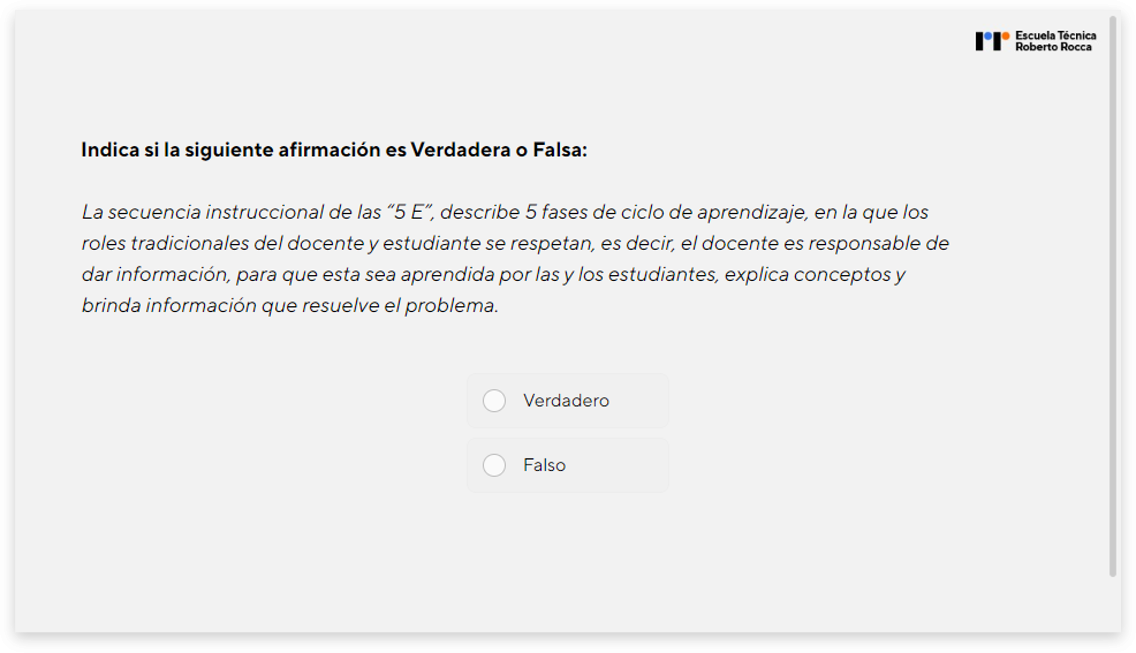 Escuela Técnica
Roberto Rocca
Indica si la siguiente afirmación es Verdadera o Falsa:
La secuencia instruccional de las “5 E”, describe 5 fases de ciclo de aprendizaje, en la que los
roles tradicionales del docente y estudiante se respetan, es decir, el docente es responsable de
dar información, para que esta sea aprendida por las y los estudiantes, explica conceptos y
brinda información que resuelve el problema.
Verdadero
Falso